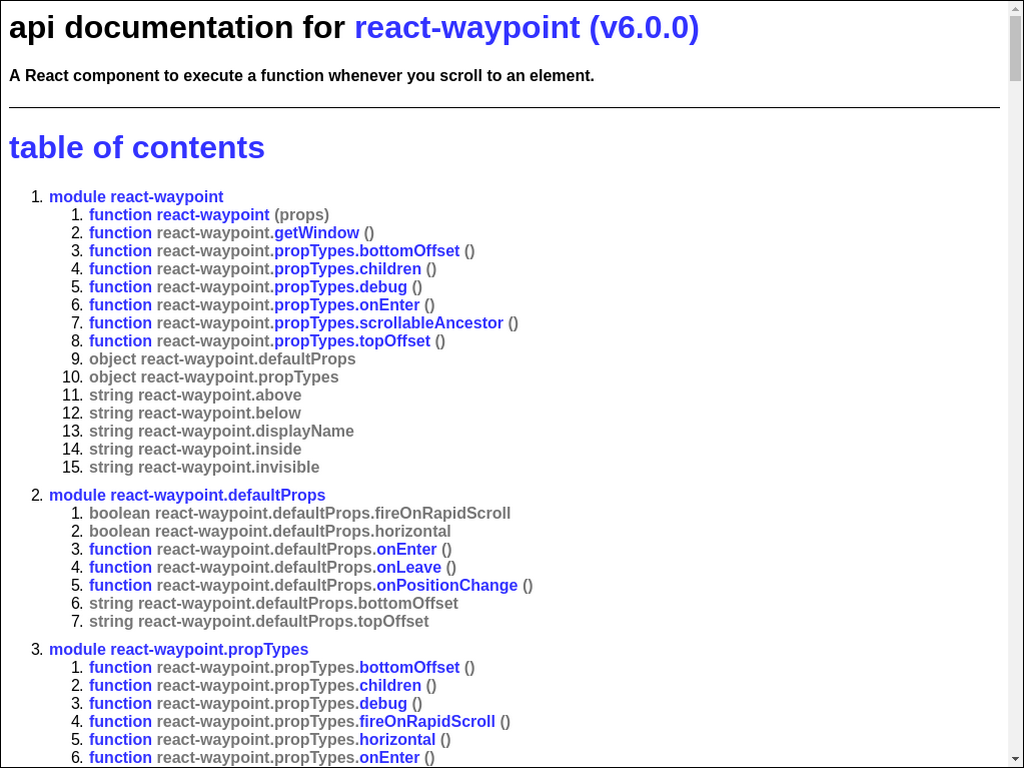 api documentation for react-waypoint (v6.0.0)
A React component to execute a function whenever you scroll to an element.
table of contents
1. module react-waypoint
1. function react-waypoint (props)
2. function react-waypoint.getWindow ()
3. function react-waypoint.propTypes.bottomOffset ()
4. function react-waypoint.propTypes.children ()
5. function react-waypoint.propTypes.debug ()
6. function react-waypoint.propTypes.onEnter ()
7. function react-waypoint.propTypes.scrollableAncestor ()
8. function react-waypoint.propTypes.topOffset ()
9. object react-waypoint.defaultProps
10. object react-waypoint.propTypes
11. string react-waypoint.above
12. string react-waypoint.below
13. string react-waypoint.displayName
14. string react-waypoint.inside
15. string react-waypoint.invisible
2. module react-waypoint.defaultProps
1. boolean react-waypoint.defaultProps.fireOnRapidScroll
2. boolean react-waypoint.defaultProps.horizontal
3. function react-waypoint.defaultProps.onEnter ()
4. function react-waypoint.defaultProps.onLeave ()
5. function react-waypoint.defaultProps.onPositionChange ()
6. string react-waypoint.defaultProps.bottomOffset
7. string react-waypoint.defaultProps.topOffset
3. module react-waypoint.propTypes
1. function react-waypoint.propTypes.bottomOffset ()
2. function react-waypoint.propTypes.children ()
3. function react-waypoint.propTypes.debug ()
4. function react-waypoint.propTypes.fireOnRapidScroll ()
5. function react-waypoint.propTypes.horizontal ()
6. function react-waypoint.propTypes.onEnter ()